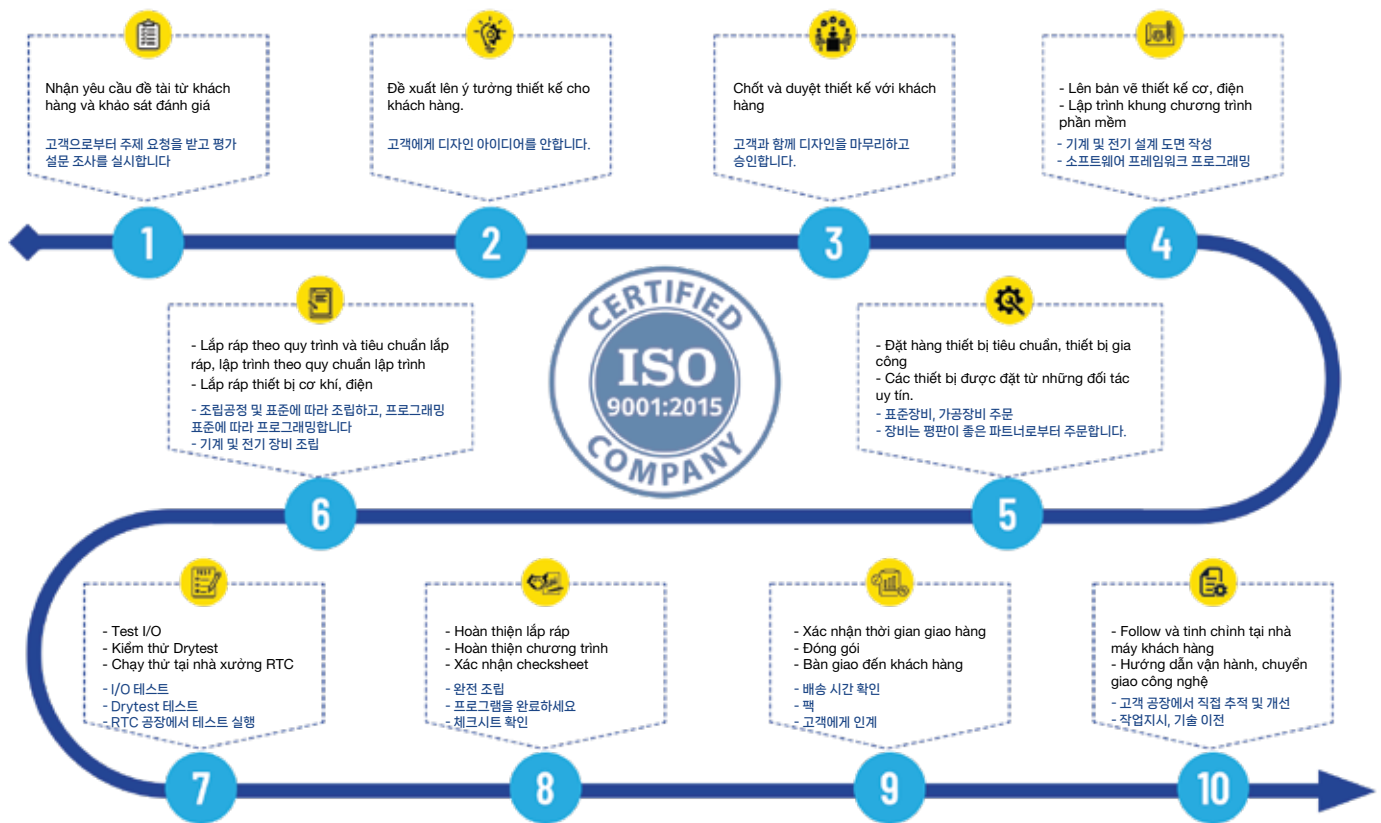 Nhận yêu cầu đề tài từ khách
hàng và khảo sát đánh giá
고객으로부터 주제 요청을 받고 평가
설문 조사를 실시합니다
1
Đề xuất lên ý tưởng thiết kế cho
khách hàng.
고객에게 디자인 아이디어를 안합니다.
2
Chốt và duyệt thiết kế với khách
hàng
고객과 함께 디자인을 마무리하고
승인합니다.
3
- Lên bản vẽ thiết kế cơ, điện
- Lập trình khung chương trình
phần mềm
- 기계 및 전기 설계 도면 작성
- 소프트웨어 프레임워크 프로그래밍
4
- Đặt hàng thiết bị tiêu chuẩn, thiết bị gia
công
- Các thiết bị được đặt từ những đối tác
uy tín.
- 표준장비, 가공장비 주문
- 장비는 평판이 좋은 파트너로부터 주문합니다.
5
CERTIFIED
ISO
9001:2015
COMPANY
- Lắp ráp theo quy trình và tiêu chuẩn lắp
ráp, lập trình theo quy chuẩn lập trình
- Lắp ráp thiết bị cơ khí, điện
- 조립공정 및 표준에 따라 조립하고, 프로그래밍
표준에 따라 프로그래밍합니다
- 기계 및 전기 장비 조립
6
TEST
- Test I/O
- Kiểm thử Drytest
- Chạy thử tại nhà xưởng RTC
- I/O 테스트
- Drytest 테스트
- RTC 공장에서 테스트 실행
7
- Hoàn thiện lắp ráp
- Hoàn thiện chương trình
- Xác nhận checksheet
- 완전 조립
- 프로그램을 완료하세요
- 체크시트 확인
8
- Xác nhận thời gian giao hàng
- Đóng gói
- Bàn giao đến khách hàng
- 배송 시간 확인
- 팩
- 고객에게 인계
9
- Follow và tinh chỉnh tại nhà
máy khách hàng
- Hướng dẫn vận hành, chuyển
giao công nghệ
- 고객 공장에서 직접 추적 및 개선
- 작업지시, 기술 이전
10